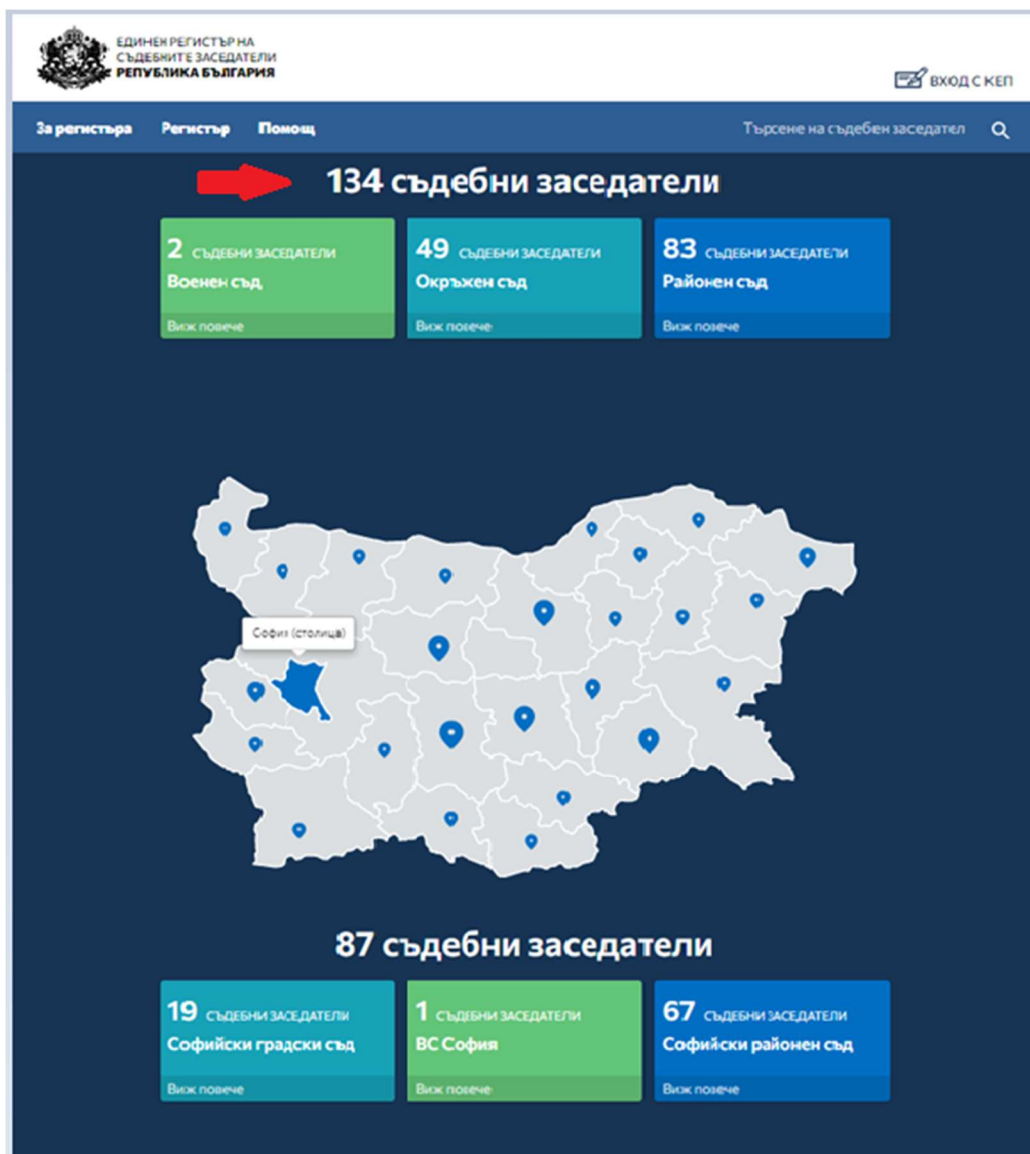 ЕДИНЕН РЕГИСТЪР НА
СЪДЕБНИТЕ ЗАСЕДАТЕЛИ
РЕПУБЛИКА БЪЛГАРИЯ
ВХОД С КЕП
За регистъра Регистър Помощ Търсене на съдебен заседател
134 съдебни заседатели
2 СЪДЕБНИ ЗАСЕДАТЕЛИ
Военен съд
Виж повече
49 СЪДЕБНИ ЗАСЕДАТЕЛИ
Окръжен съд
Виж повече
83 СЪДЕБНИ ЗАСЕДАТЕЛИ
Районен съд
Виж повече
София (столица)
87 съдебни заседатели
19 СЪДЕБНИ ЗАСЕДАТЕЛИ
Софийски градски съд
Виж повече
1 СЪДЕБНИ ЗАСЕДАТЕЛИ
ВС София
Виж повече
67 СЪДЕБНИ ЗАСЕДАТЕЛИ
Софийски районен съд
Виж повече